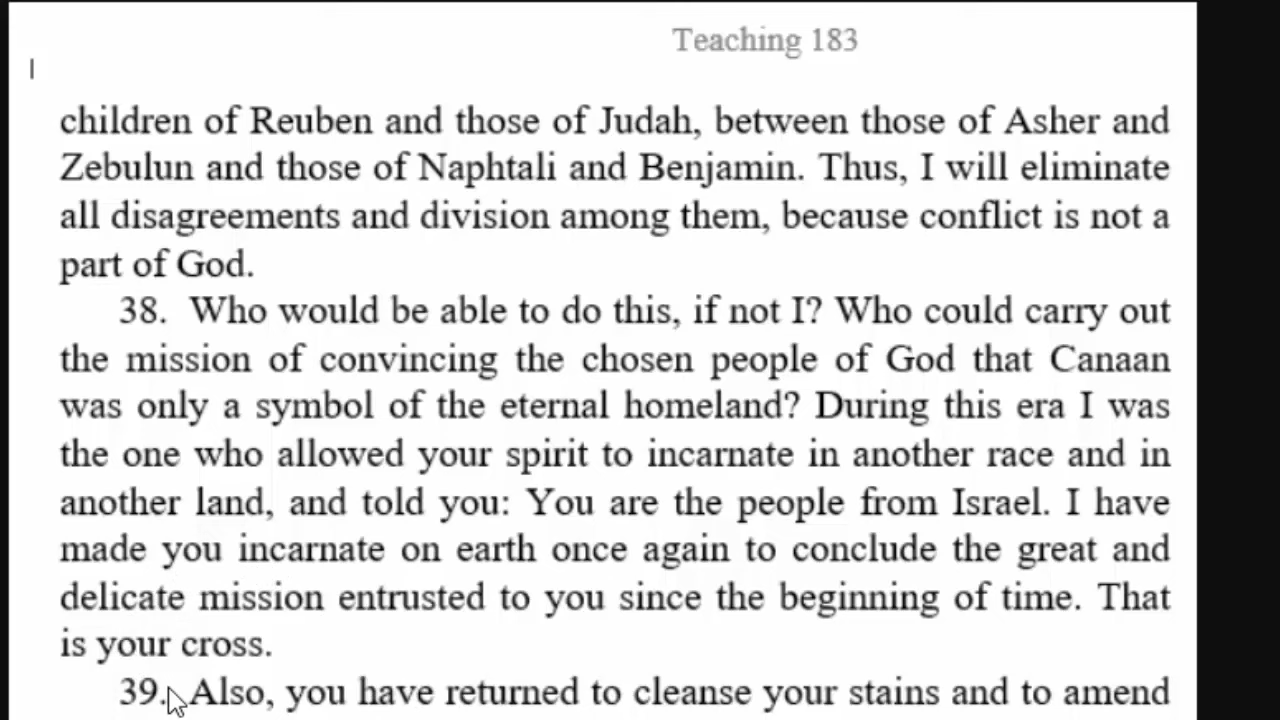 Teaching 183
children of Reuben and those of Judah, between those of Asher and
Zebulun and those of Naphtali and Benjamin. Thus, I will eliminate
all disagreements and division among them, because conflict is not a
part of God.
38. Who would be able to do this, if not I? Who could carry out
the mission of convincing the chosen people of God that Canaan
was only a symbol of the eternal homeland? During this era I was
the one who allowed your spirit to incarnate in another race and in
another land, and told you: You are the people from Israel. I have
made you incarnate on earth once again to conclude the great and
delicate mission entrusted to you since the beginning of time. That
is your cross.
39. Also, you have returned to cleanse your stains and to amend